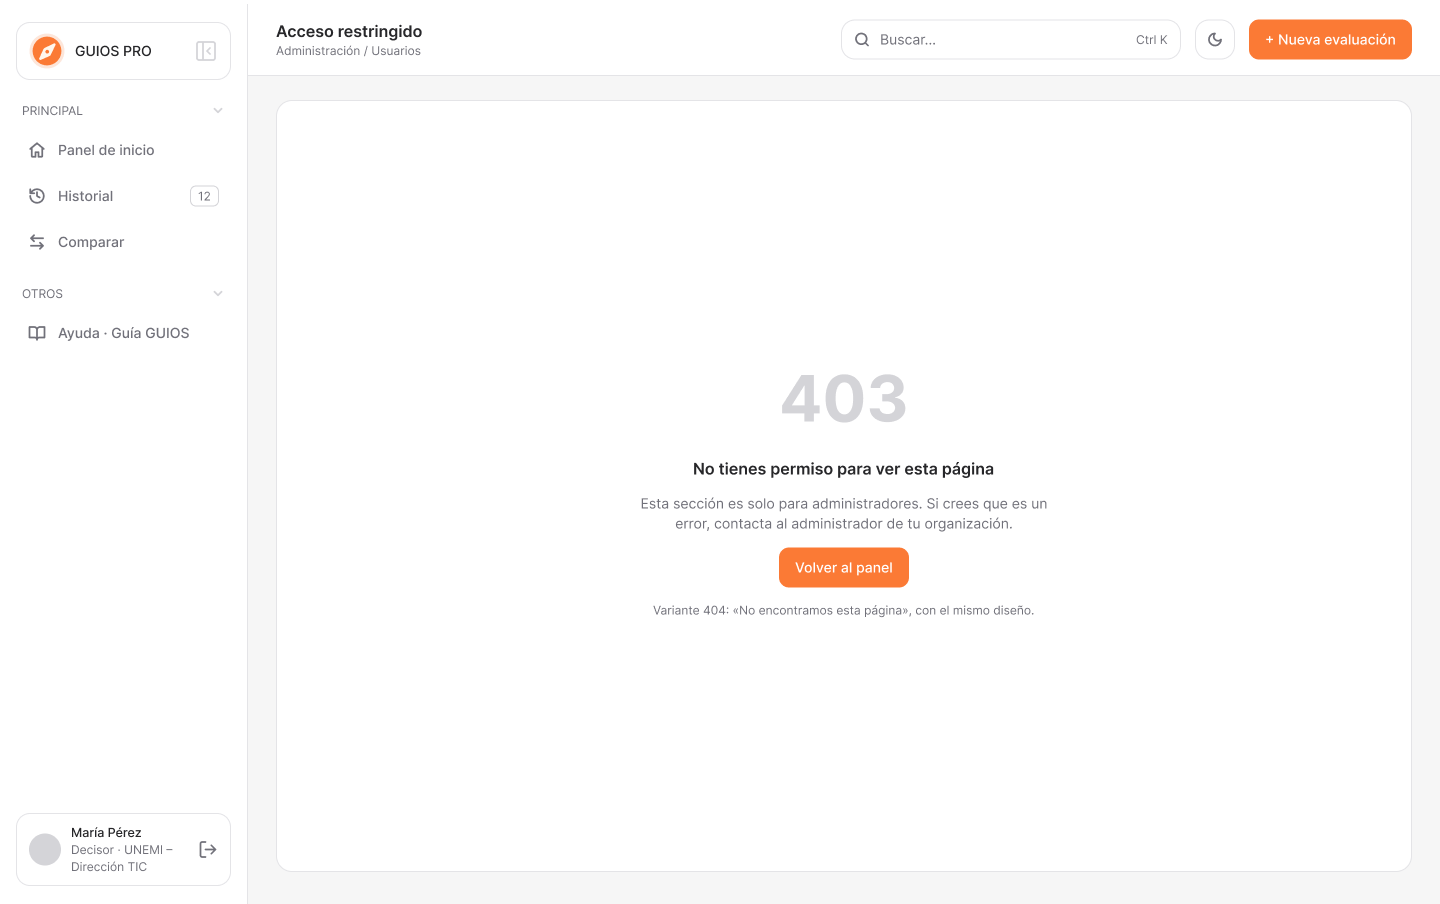 GUIOS PRO
PRINCIPAL
Panel de inicio
Historial
12
Comparar
OTROS
Ayuda · Guía GUIOS
María Pérez
Decisor · UNEMI –
Dirección TIC
Acceso restringido
Administración / Usuarios
Buscar...
Ctrl K
+ Nueva evaluación
403
No tienes permiso para ver esta página
Esta sección es solo para administradores. Si crees que es un
error, contacta al administrador de tu organización.
Volver al panel
Variante 404: «No encontramos esta página», con el mismo diseño.